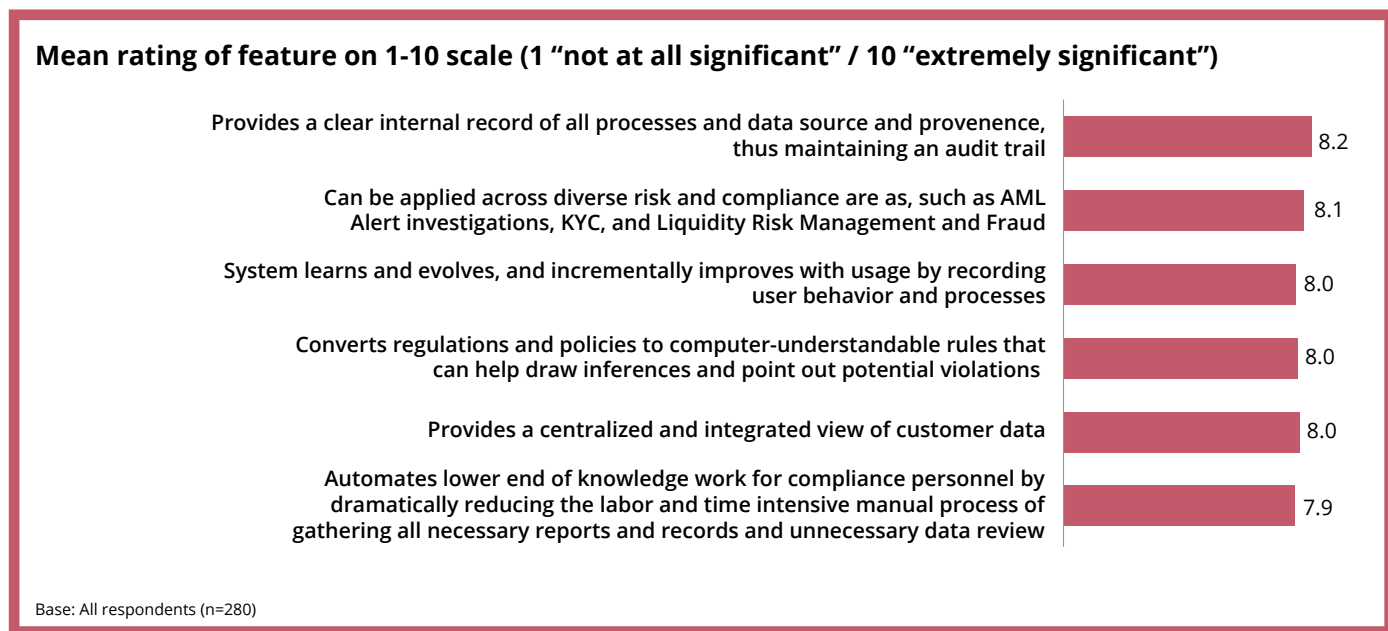 Mean rating of feature on 1-10 scale (1 “not at all significant” / 10 “extremely significant”)
Provides a clear internal record of all processes and data source and provenence,
thus maintaining an audit trail
8.2
Can be applied across diverse risk and compliance are as, such as AML
Alert investigations, KYC, and Liquidity Risk Management and Fraud
8.1
System learns and evolves, and incrementally improves with usage by recording
user behavior and processes
8.0
Converts regulations and policies to computer-understandable rules that
can help draw inferences and point out potential violations
8.0
Provides a centralized and integrated view of customer data
8.0
Automates lower end of knowledge work for compliance personnel by
dramatically reducing the labor and time intensive manual process of
gathering all necessary reports and records and unnecessary data review
7.9
Base: All respondents (n=280)